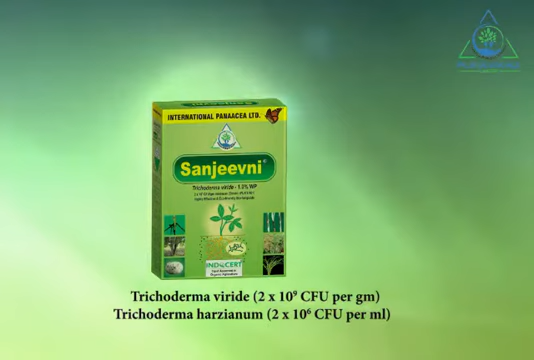 INTERNATIONAL PANAACEA LTD.
Sanjeevni®
Trichoderma viride - 1.0% WP
INDOCERT
Trichoderma viride (2 x 10⁹ CFU per gm)
Trichoderma harzianum (2 x 10⁶ CFU per ml)